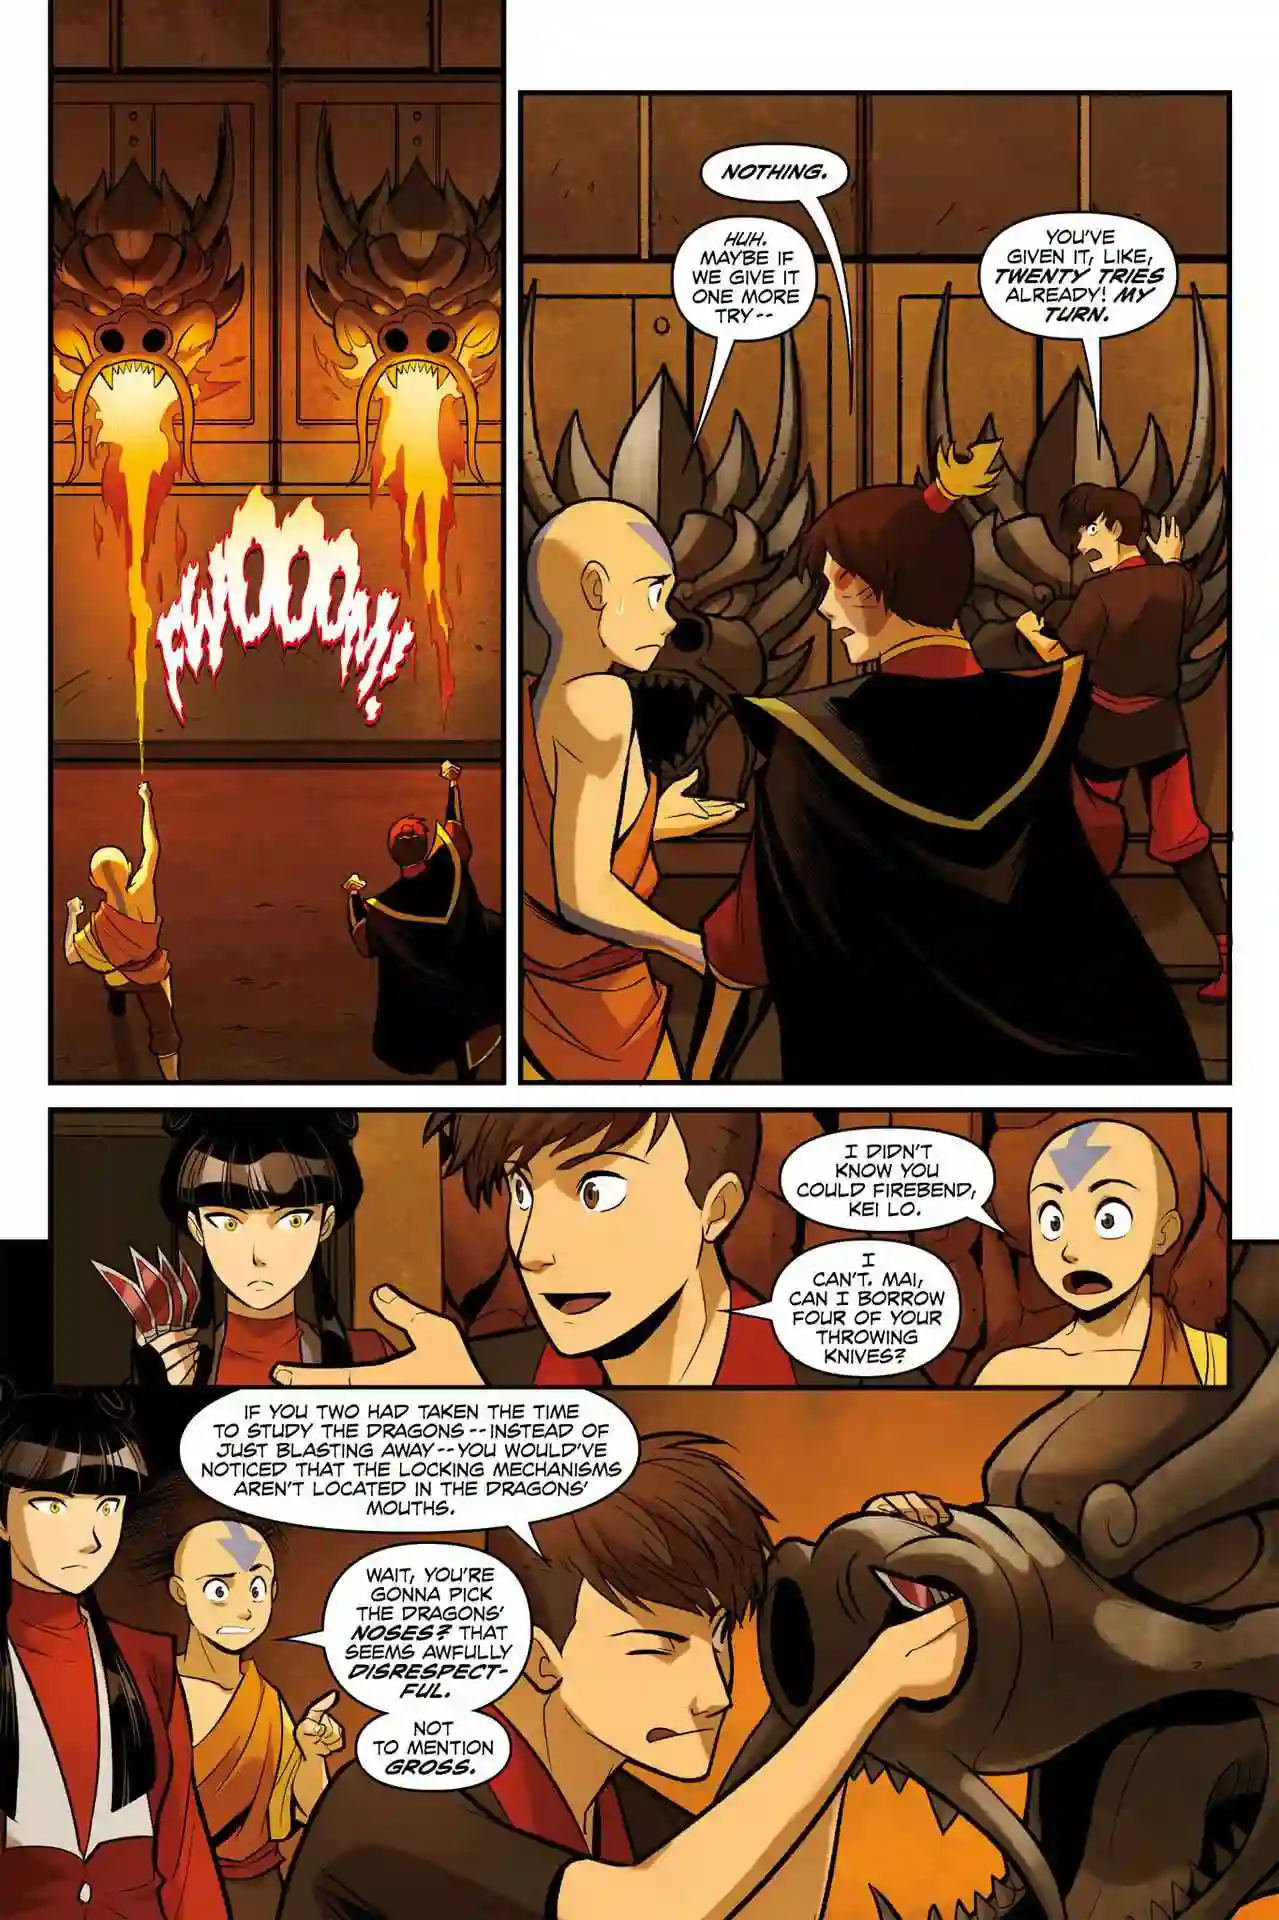 FWOOOM!
NOTHING.
HUH.
MAYBE IF
WE GIVE IT
ONE MORE
TRY--
YOU'VE
GIVEN IT, LIKE,
TWENTY TRIES
ALREADY! MY
TURN.
I DIDN'T
KNOW YOU
COULD FIREBEND,
KEI LO.
I
CAN'T. MAI,
CAN I BORROW
FOUR OF YOUR
THROWING
KNIVES?
IF YOU TWO HAD TAKEN THE TIME
TO STUDY THE DRAGONS--INSTEAD OF
JUST BLASTING AWAY--YOU WOULD'VE
NOTICED THAT THE LOCKING MECHANISMS
AREN'T LOCATED IN THE DRAGONS'
MOUTHS.
WAIT, YOU'RE
GONNA PICK
THE DRAGONS'
NOSES? THAT
SEEMS AWFULLY
DISRESPECT-
FUL.
NOT
TO MENTION
GROSS.